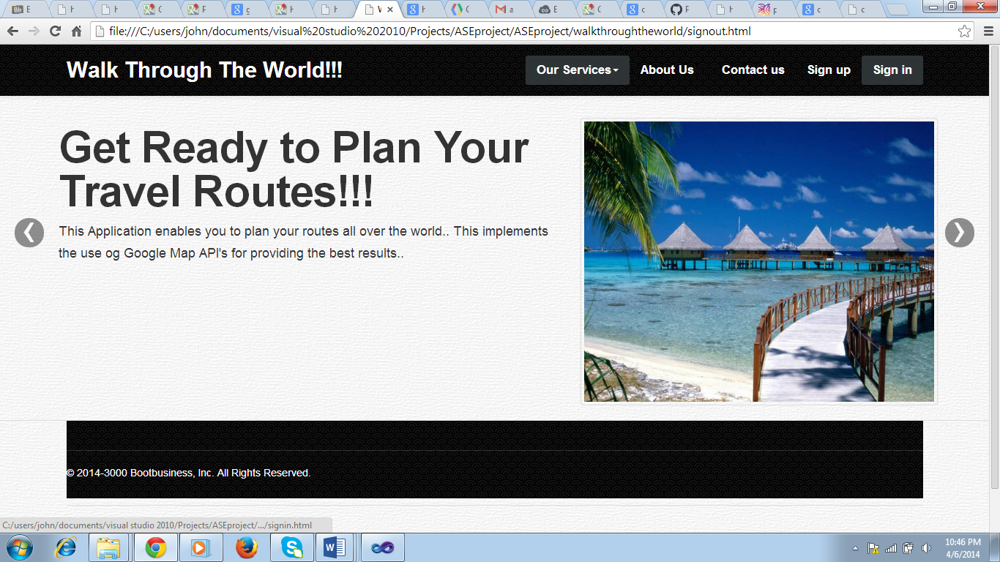 Bb E
file:///C:/users/john/documents/visual%20studio%202010/Projects/ASEproject/ASEproject/walkthroughtheworld/signout.html
Walk Through The World!!!
Our Services
About Us
Contact us
Sign up
Sign in
Get Ready to Plan Your
Travel Routes!!!
This Application enables you to plan your routes all over the world.. This implements
the use og Google Map API's for providing the best results..
© 2014-3000 Bootbusiness, Inc. All Rights Reserved.
C:/users/john/documents/visual studio 2010/Projects/ASEproject/.../signin.html
10:46 PM
4/6/2014